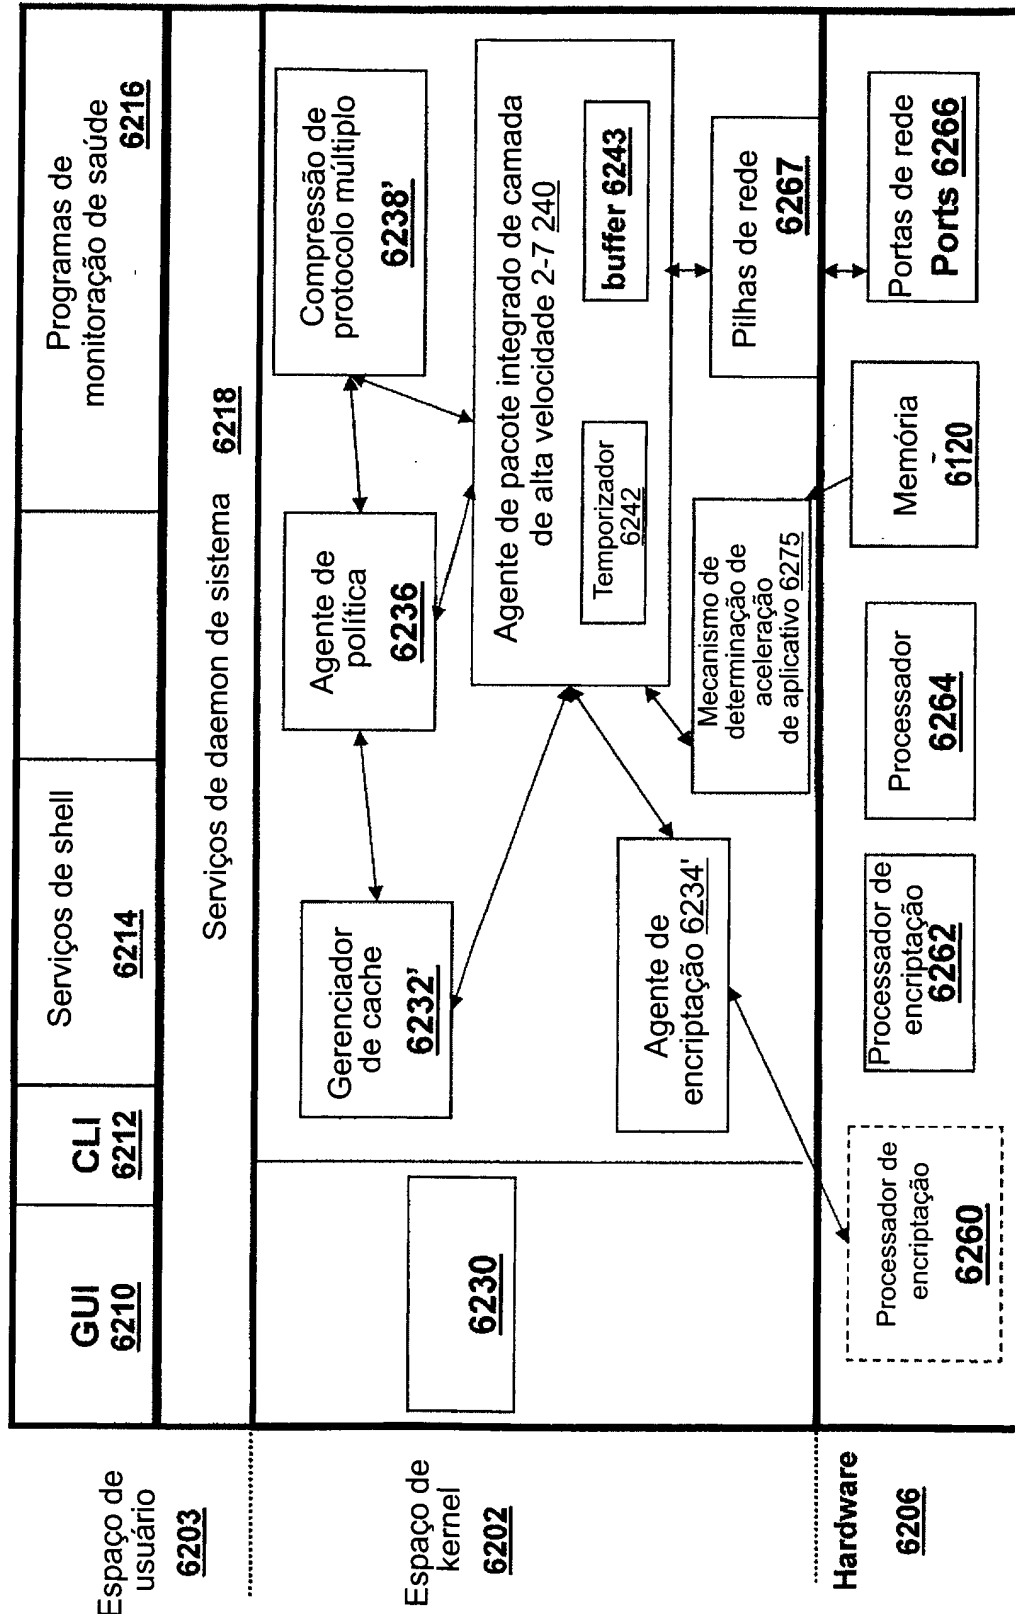 Espaço de
usuário
6203
GUI
6210
CLI
6212
Serviços de shell
6214
Programas de
monitoração de saúde
6216
Serviços de daemon de sistema 6218
Espaço de
kernel
6202
6230
Gerenciador
de cache
6232'
Agente de
política
6236
Compressão de
protocolo múltiplo
6238'
Agente de pacote integrado de camada
de alta velocidade 2-7 240
Temporizador
6242
buffer 6243
Agente de
encriptação 6234'
Mecanismo de
determinação de
aceleração
de aplicativo 6275
Pilhas de rede
6267
Hardware
6206
Processador de
encriptação
6260
Processador de
encriptação
6262
Processador
6264
Memória
6120
Portas de rede
Ports 6266